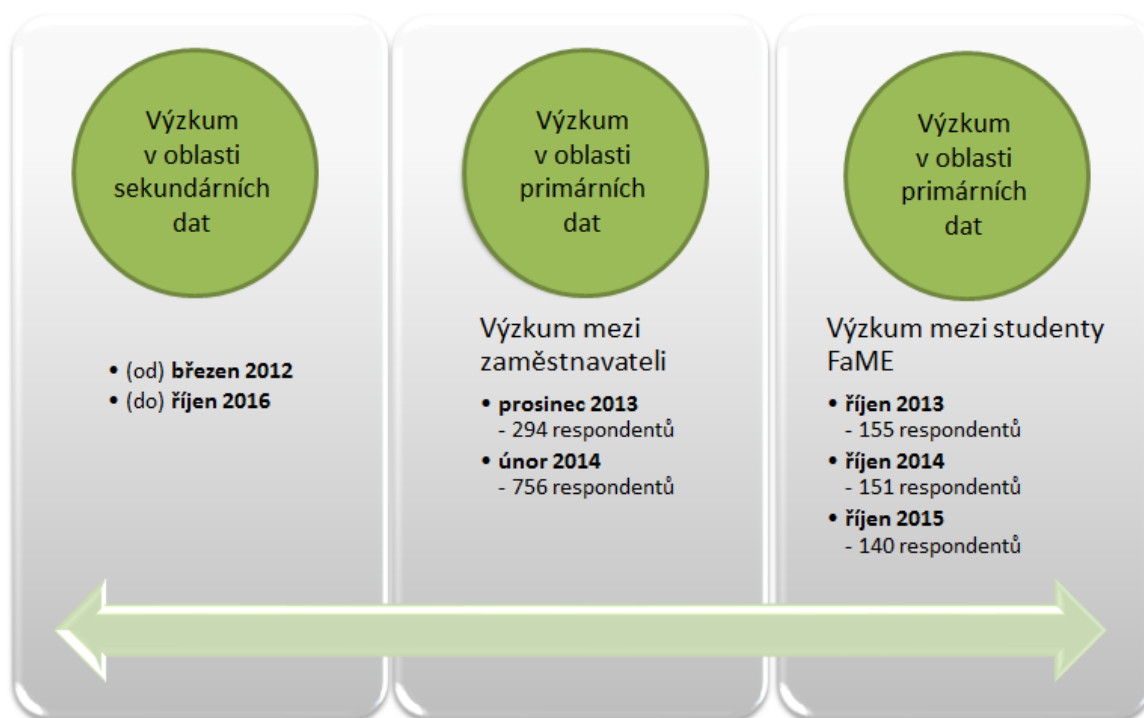 Výzkum
v oblasti
sekundárních
dat
• (od) březen 2012
• (do) říjen 2016
Výzkum
v oblasti
primárních
dat
Výzkum mezi
zaměstnavateli
• prosinec 2013
- 294 respondentů
• únor 2014
- 756 respondentů
Výzkum
v oblasti
primárních
dat
Výzkum mezi studenty
FaME
• říjen 2013
- 155 respondentů
• říjen 2014
- 151 respondentů
• říjen 2015
- 140 respondentů